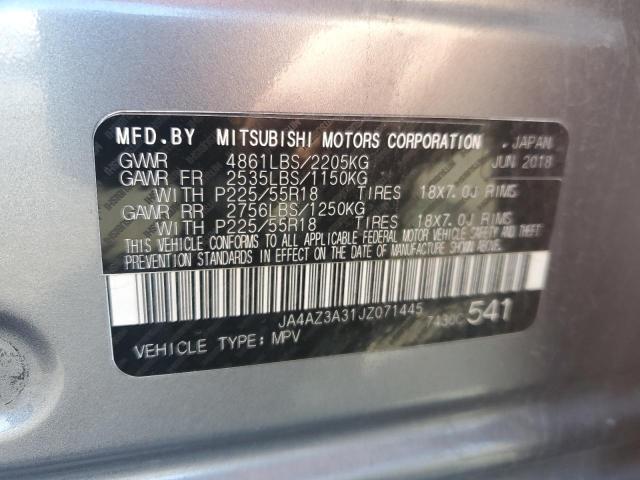 MFD.BY MITSUBISHI MOTORS CORPORATION .JAPAN
GVWR 4861LBS/2205KG JUN 2018
GAWR FR 2535LBS/1150KG
WITH P225/55R18 TIRES 18X7.0J RIMS
GAWR RR 2756LBS/1250KG
WITH P225/55R18 TIRES 18X7.0J RIMS
THIS VEHICLE CONFORMS TO ALL APPLICABLE FEDERAL MOTOR VEHICLE SAFETY AND THEFT
PREVENTION STANDARDS IN EFFECT ON THE DATE OF MANUFACTURE SHOWN ABOVE.
JA4AZ3A31JZ071445
7430C 541
VEHICLE TYPE: MPV